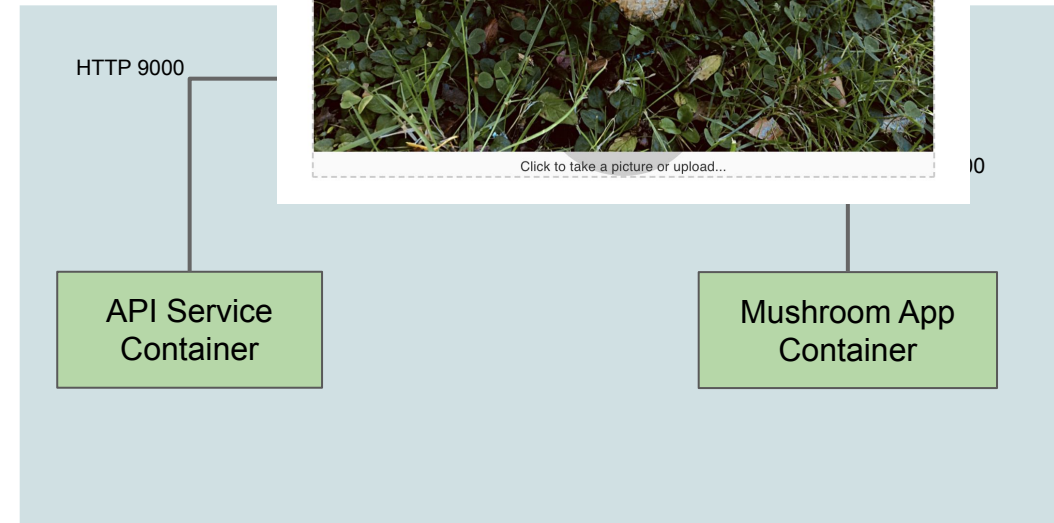 HTTP 9000
Click to take a picture or upload...
API Service
Container
Mushroom App
Container